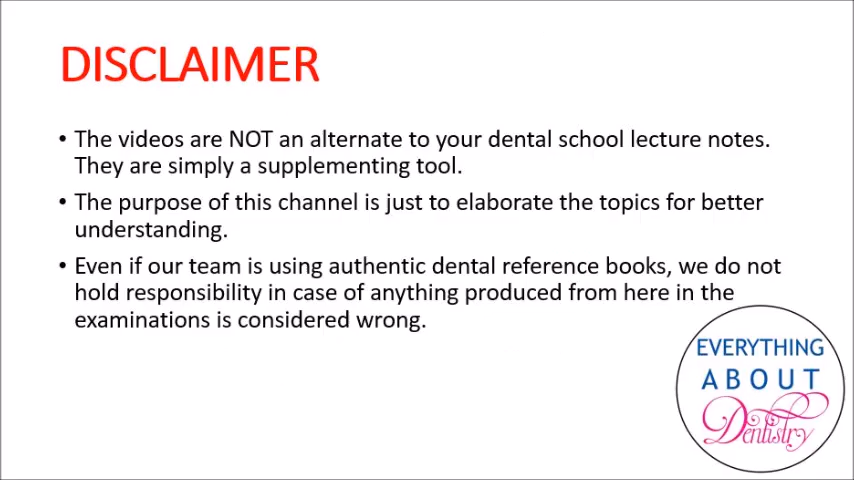 DISCLAIMER
• The videos are NOT an alternate to your dental school lecture notes.
They are simply a supplementing tool.
• The purpose of this channel is just to elaborate the topics for better
understanding.
• Even if our team is using authentic dental reference books, we do not
hold responsibility in case of anything produced from here in the
examinations is considered wrong.
EVERYTHING
ABOUT
Dentistry